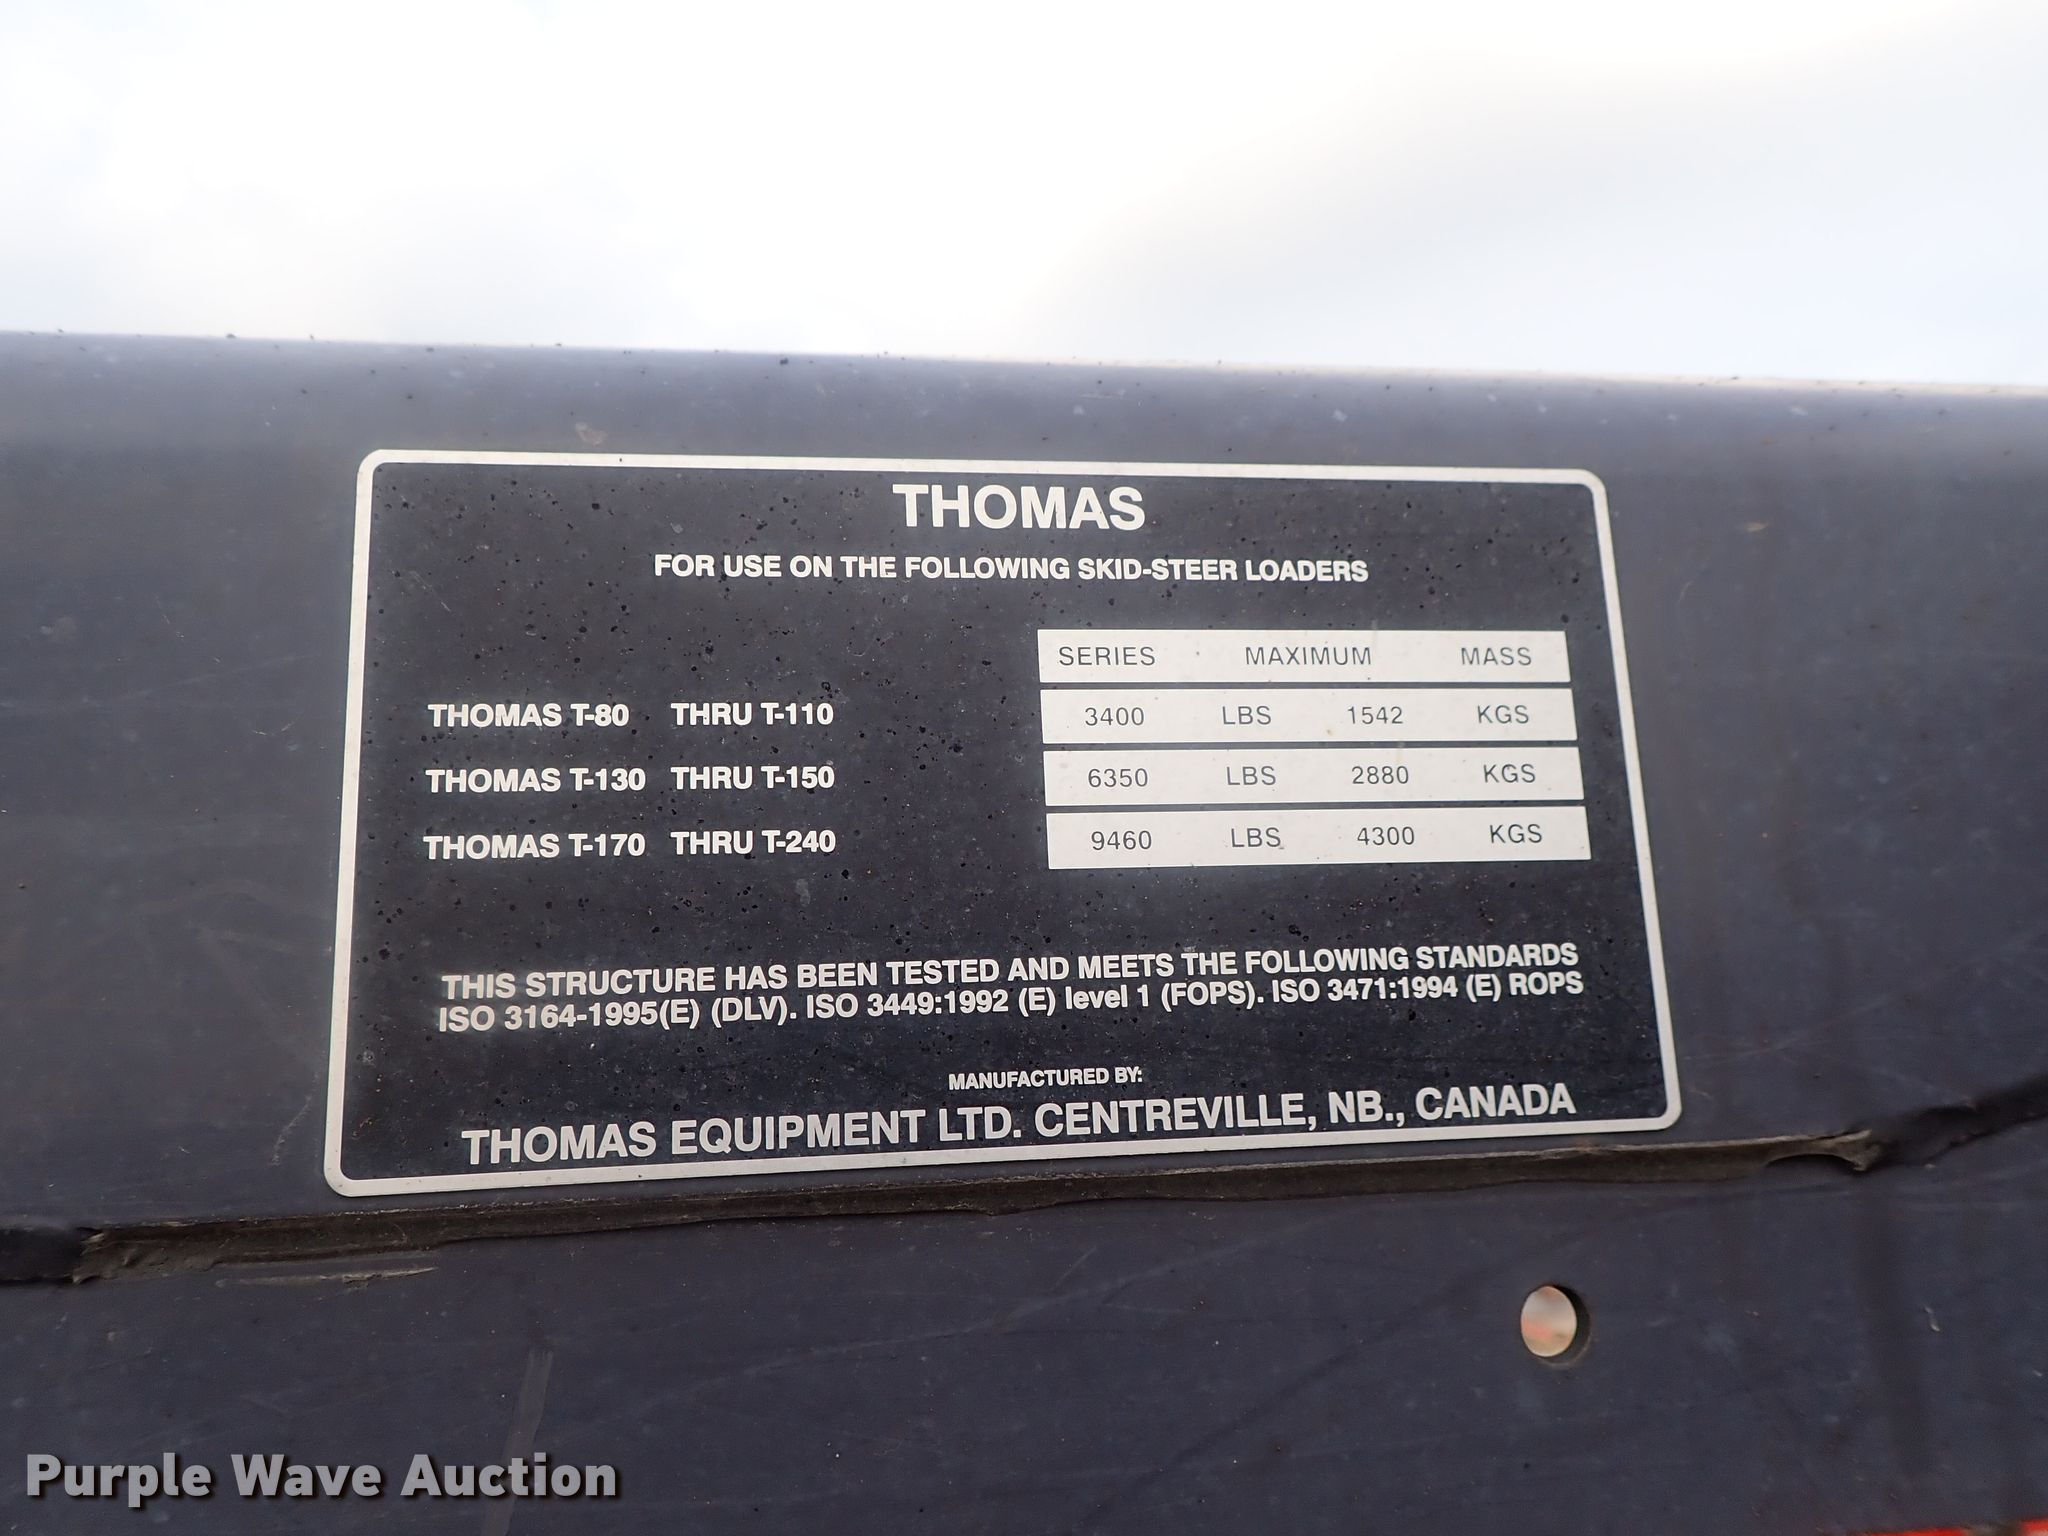 THOMAS
FOR USE ON THE FOLLOWING SKID-STEER LOADERS
SERIES MAXIMUM MASS
THOMAS T-80 THRU T-110 3400 LBS 1542 KGS
THOMAS T-130 THRU T-150 6350 LBS 2880 KGS
THOMAS T-170 THRU T-240 9460 LBS 4300 KGS
THIS STRUCTURE HAS BEEN TESTED AND MEETS THE FOLLOWING STANDARDS
ISO 3164-1995(E) (DLV). ISO 3449:1992 (E) level 1 (FOPS). ISO 3471:1994 (E) ROPS
MANUFACTURED BY:
THOMAS EQUIPMENT LTD. CENTREVILLE, NB., CANADA
Purple Wave Auction